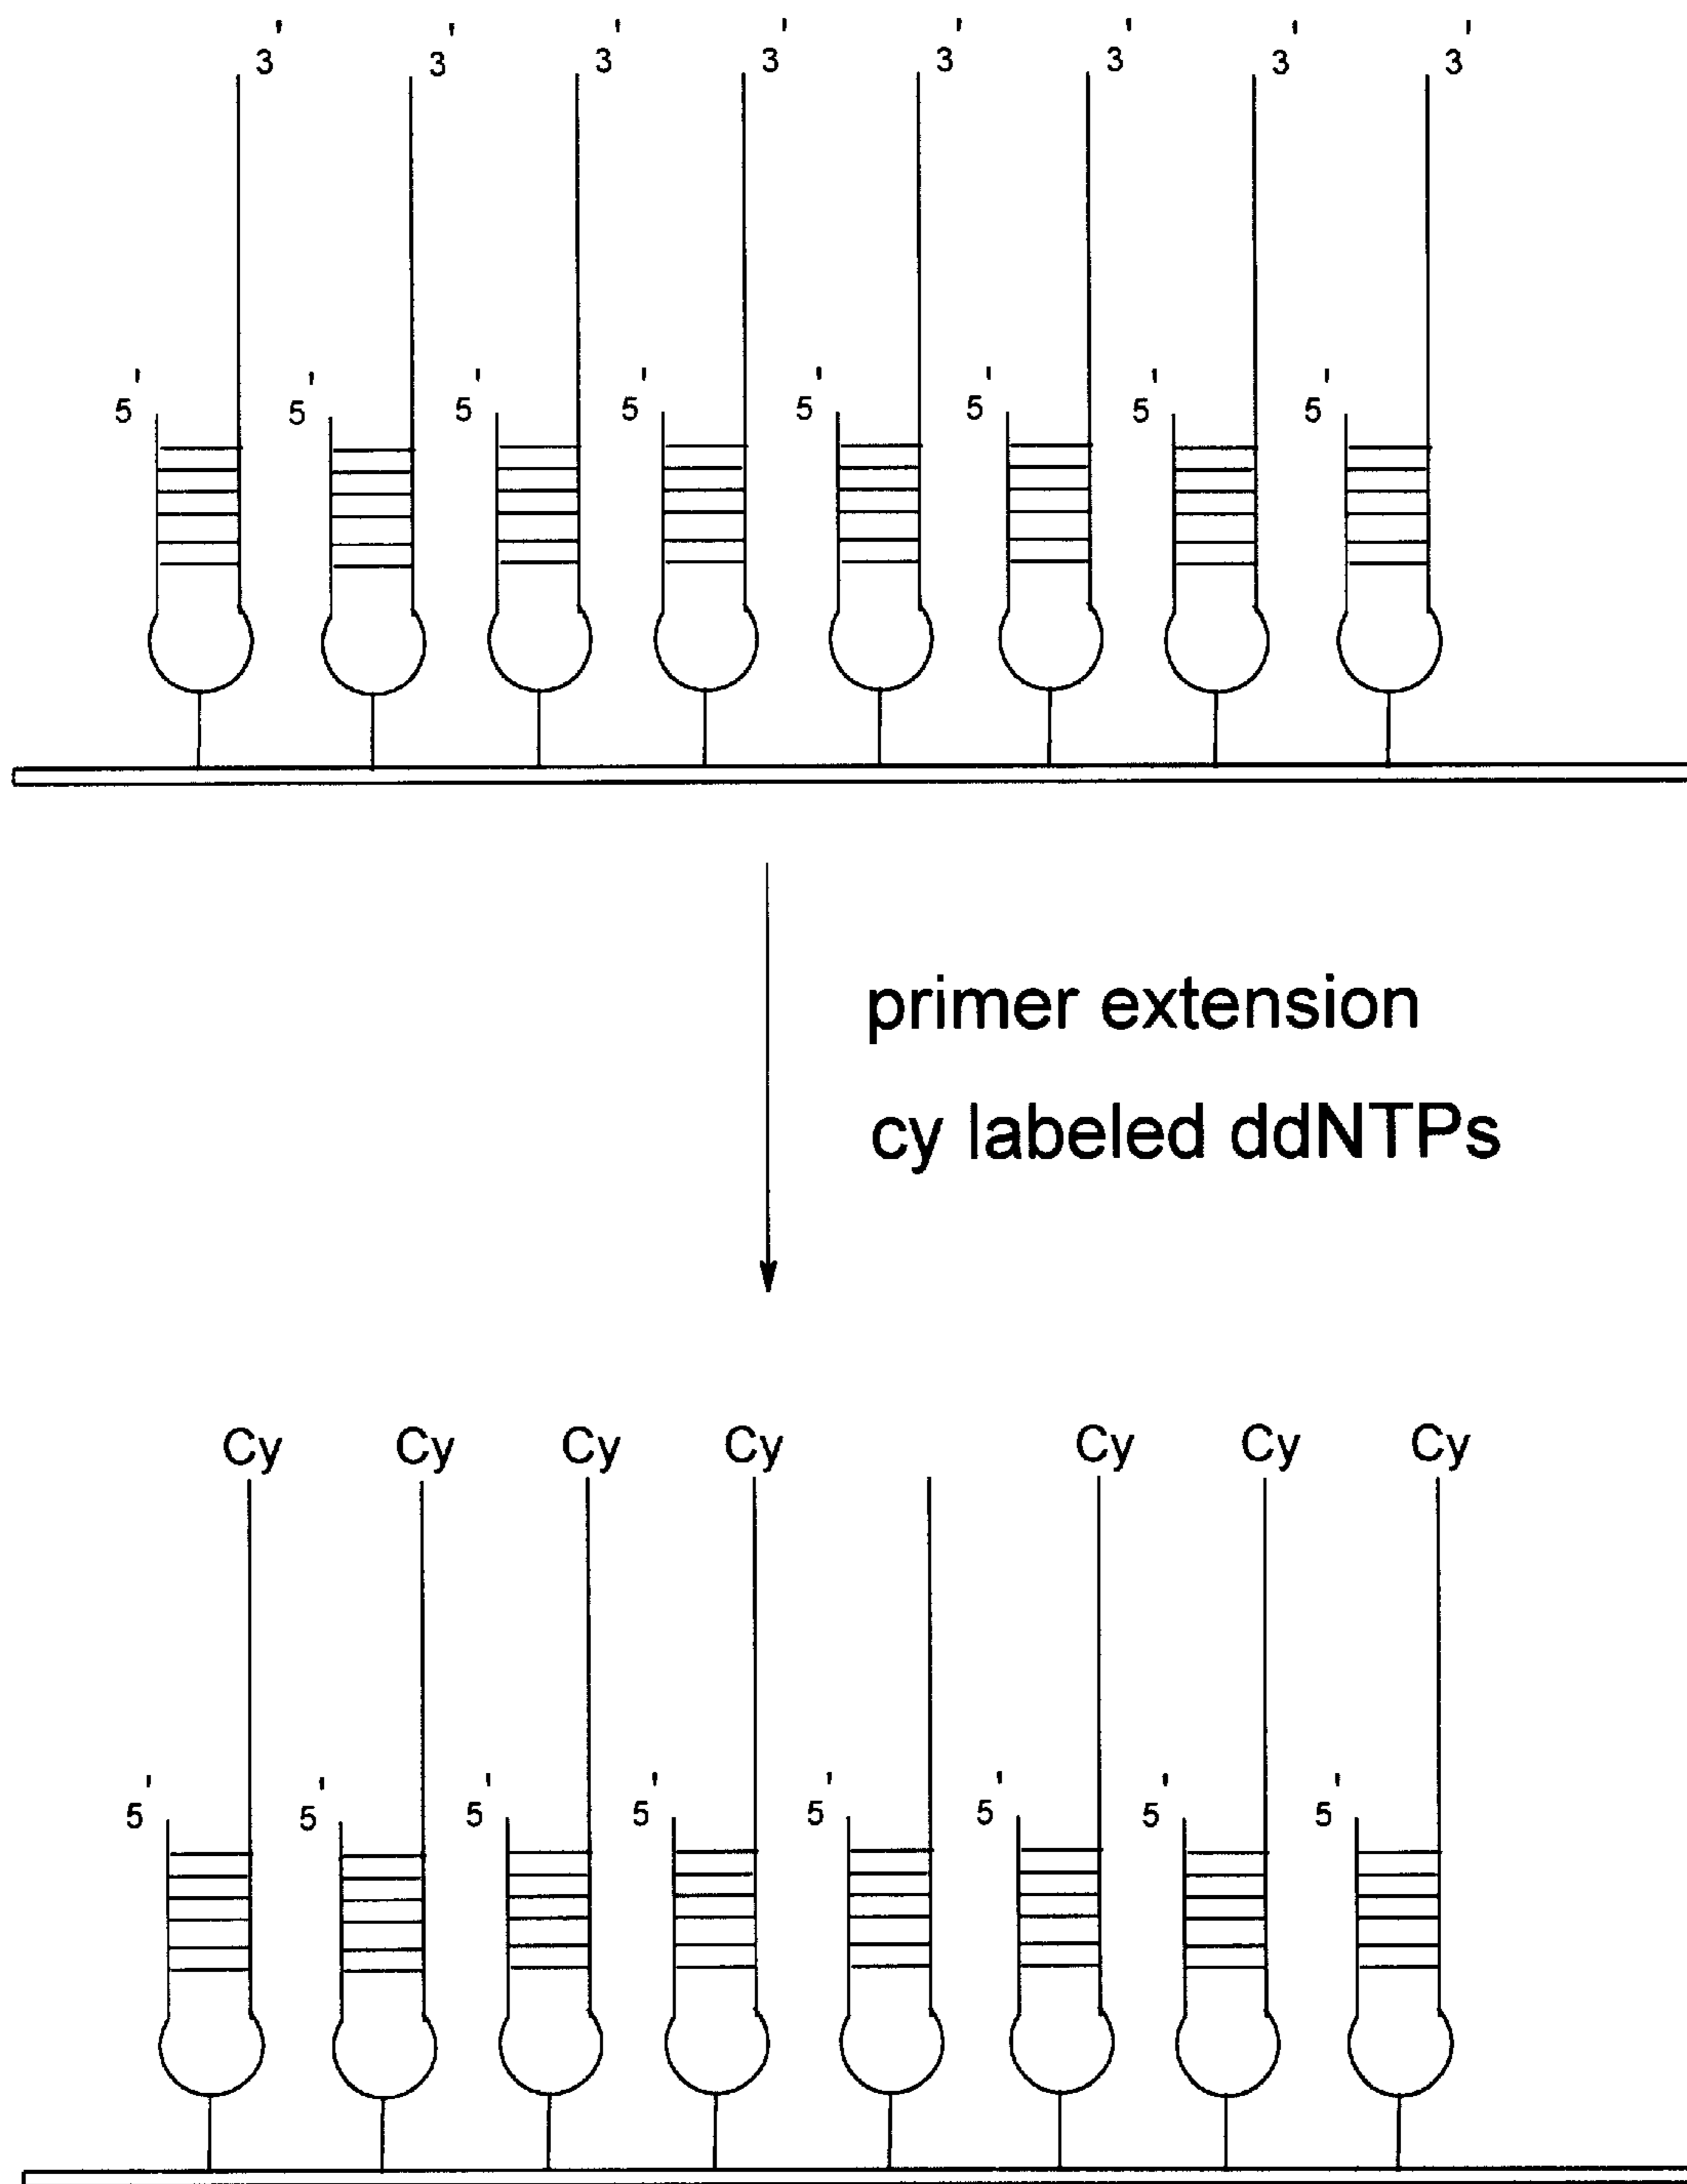 3' 3' 3' 3' 3' 3' 3' 3'
5' 5' 5' 5' 5' 5' 5' 5'
primer extension
cy labeled ddNTPs
Cy Cy Cy Cy Cy Cy Cy
5' 5' 5' 5' 5' 5' 5' 5'